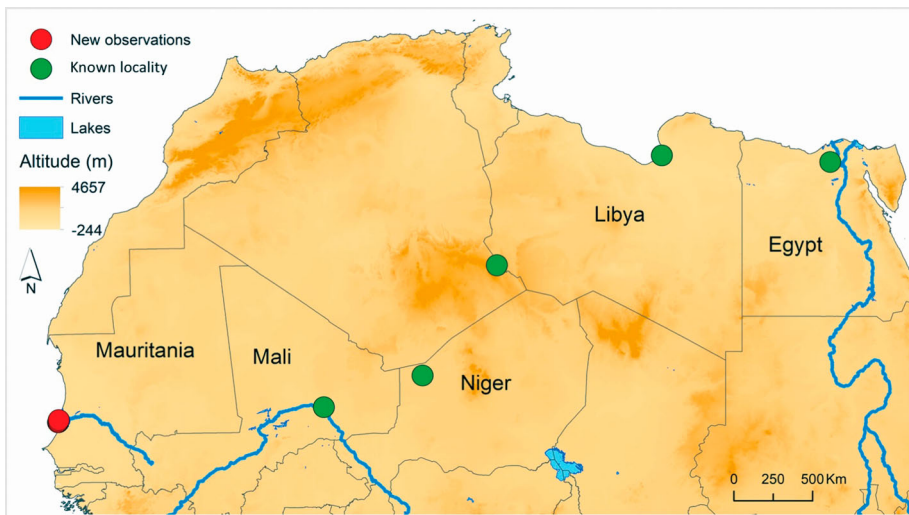 New observations
Known locality
Rivers
Lakes
Altitude (m)
4657
-244
N
Libya
Egypt
Mauritania
Mali
Niger
0 250 500 Km